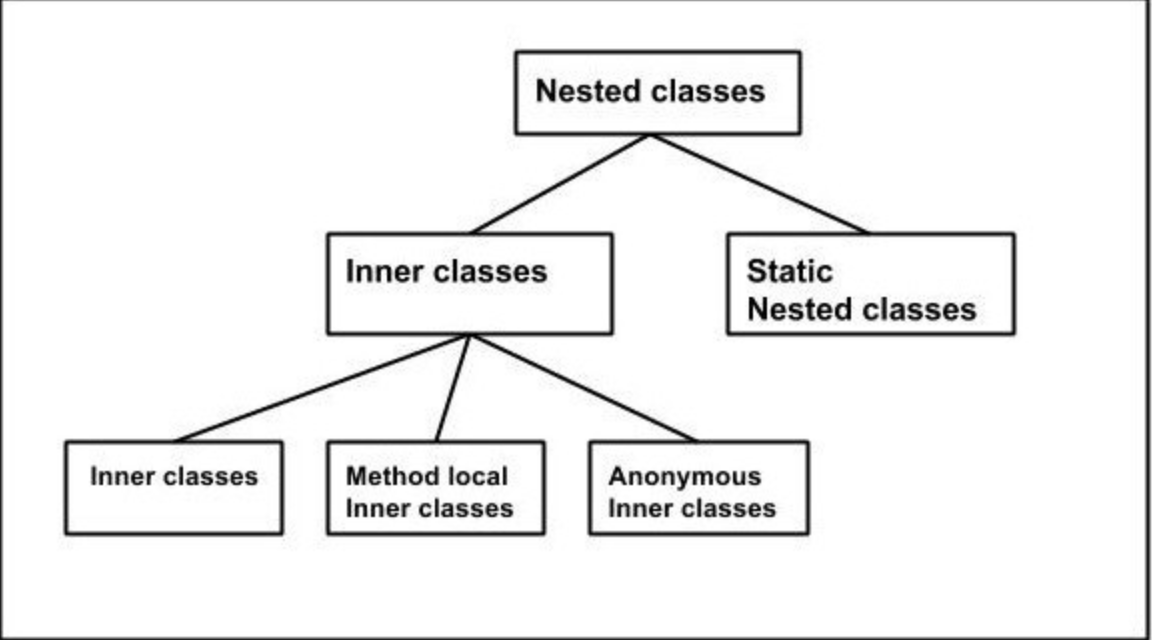 Nested classes
Inner classes
Static
Nested classes
Inner classes
Method local
Inner classes
Anonymous
Inner classes